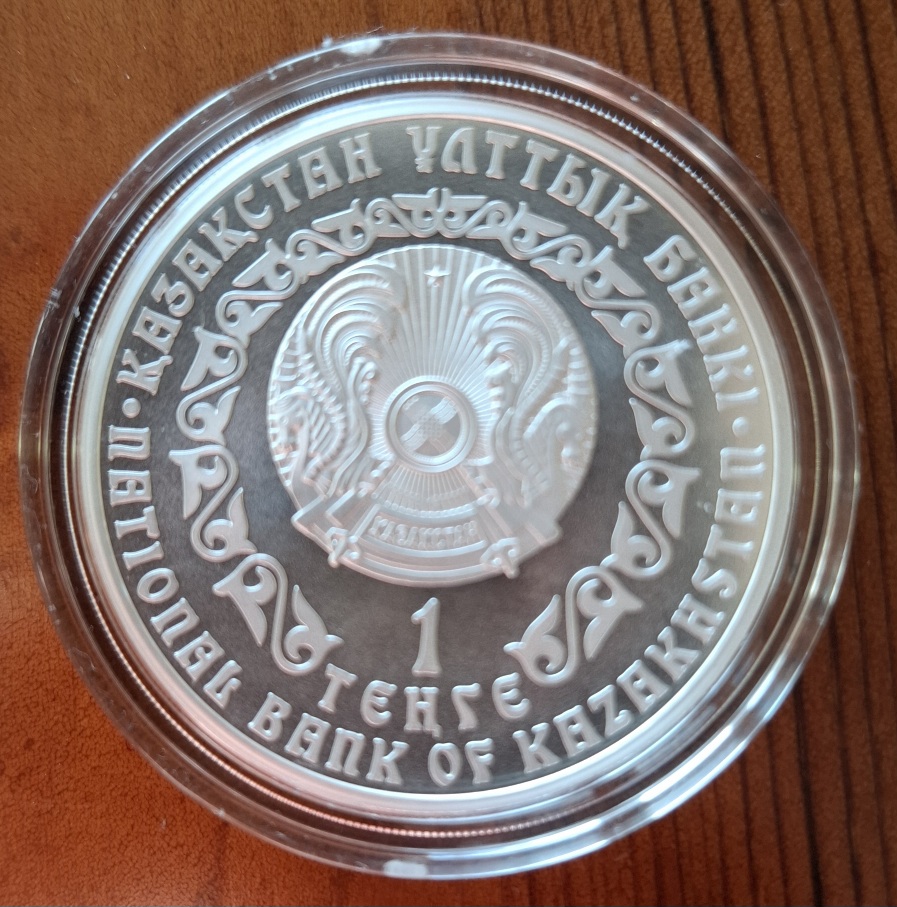 ҚАЗАҚСТАН ҰЛТТЫҚ БАНКІ
1
ТЕҢГЕ
• NATIONAL BANK OF KAZAKHSTAN •